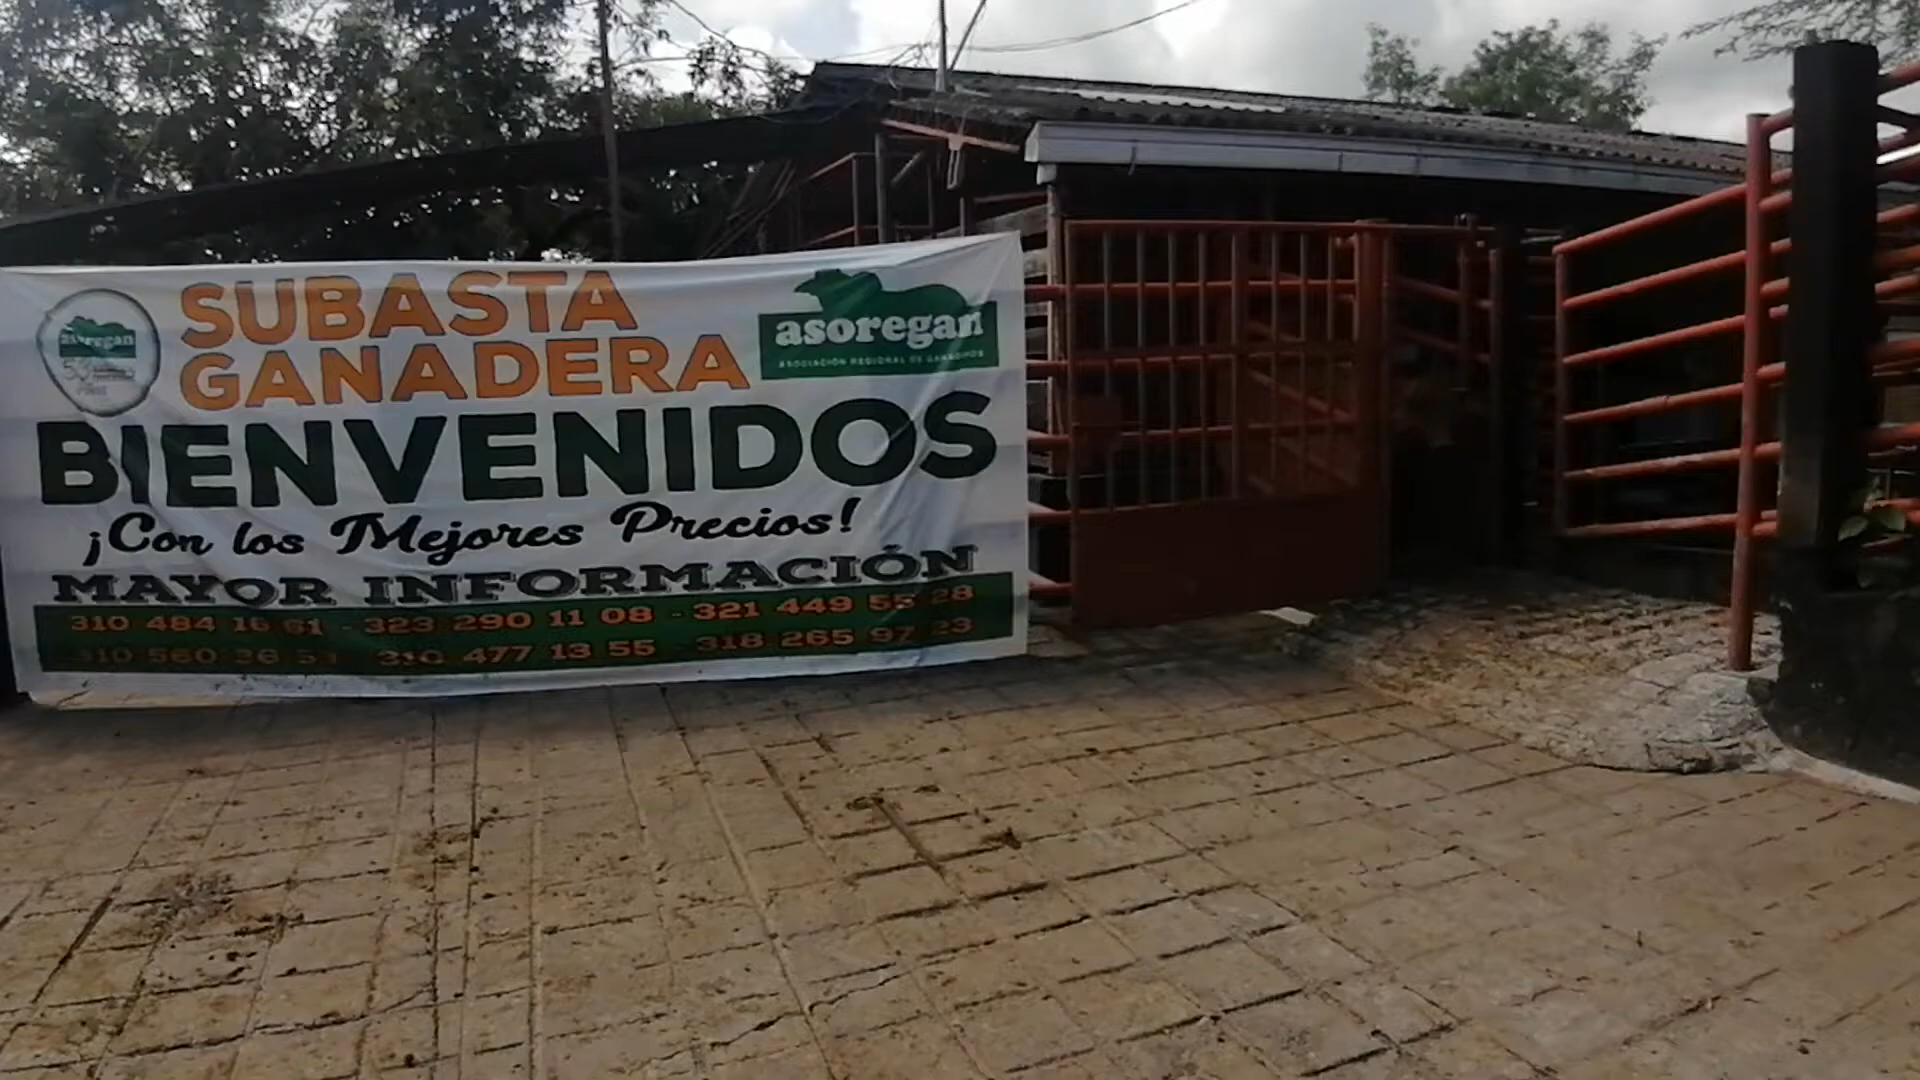 SUBASTA
GANADERA
asoregan
ASOCIACIÓN REGIONAL DE GANADEROS
asoregan
BIENVENIDOS
¡Con los Mejores Precios!
MAYOR INFORMACIÓN
310 484 16 61 - 323 290 11 08 - 321 449 55 28
310 477 13 55 318 265 97 23